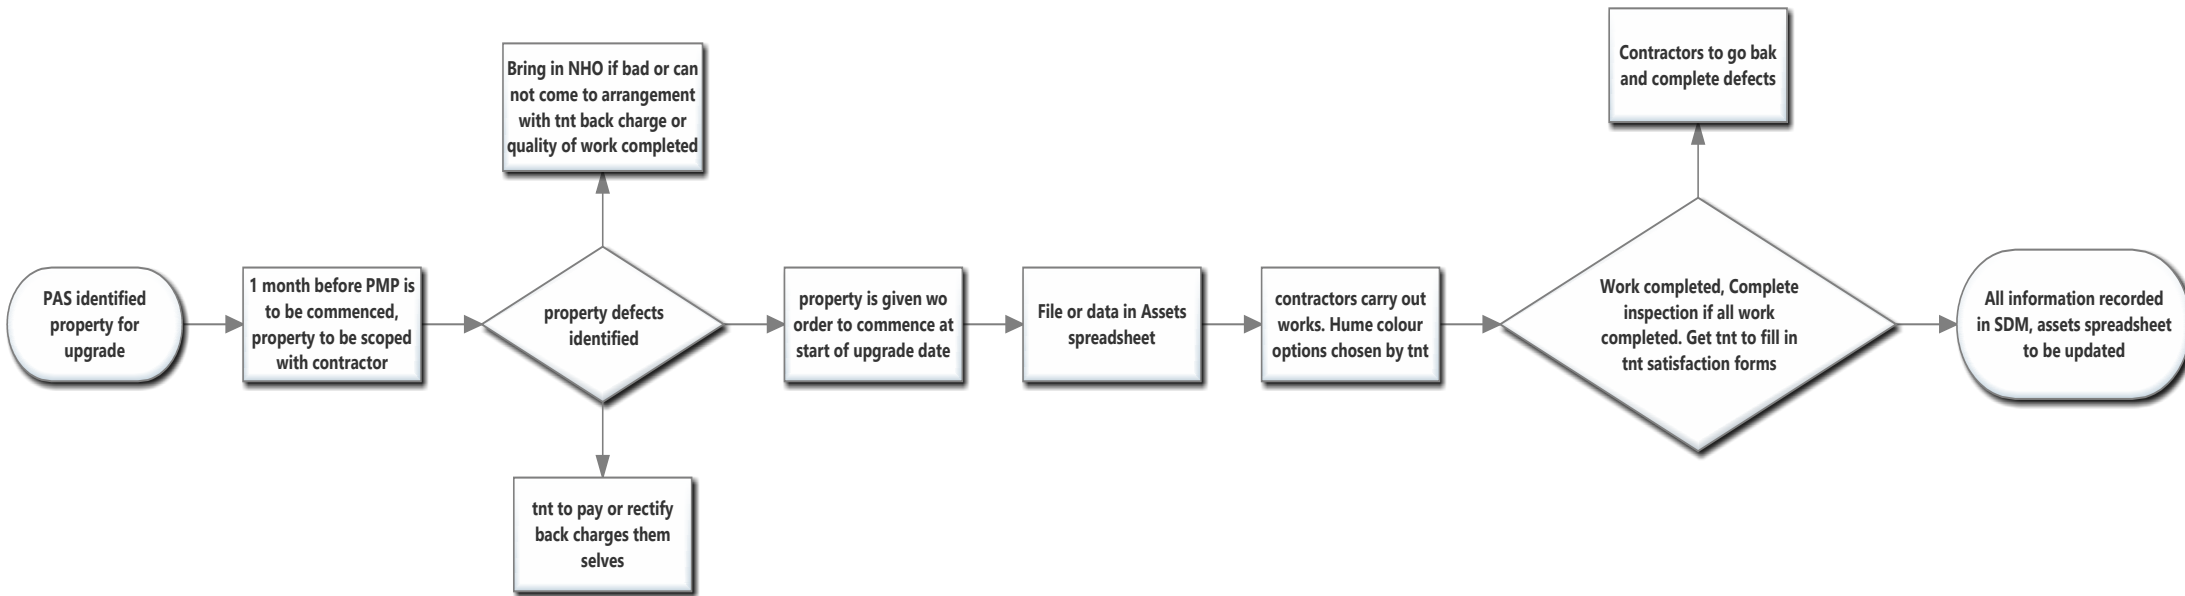 PAS identified
property for
upgrade
1 month before PMP is
to be commenced,
property to be scoped
with contractor
Bring in NHO if bad or can
not come to arrangement
with tnt back charge or
quality of work completed
property defects
identified
tnt to pay or rectify
back charges them
selves
property is given wo
order to commence at
start of upgrade date
File or data in Assets
spreadsheet
contractors carry out
works. Hume colour
options chosen by tnt
Contractors to go bak
and complete defects
Work completed, Complete
inspection if all work
completed. Get tnt to fill in
tnt satisfaction forms
All information recorded
in SDM, assets spreadsheet
to be updated